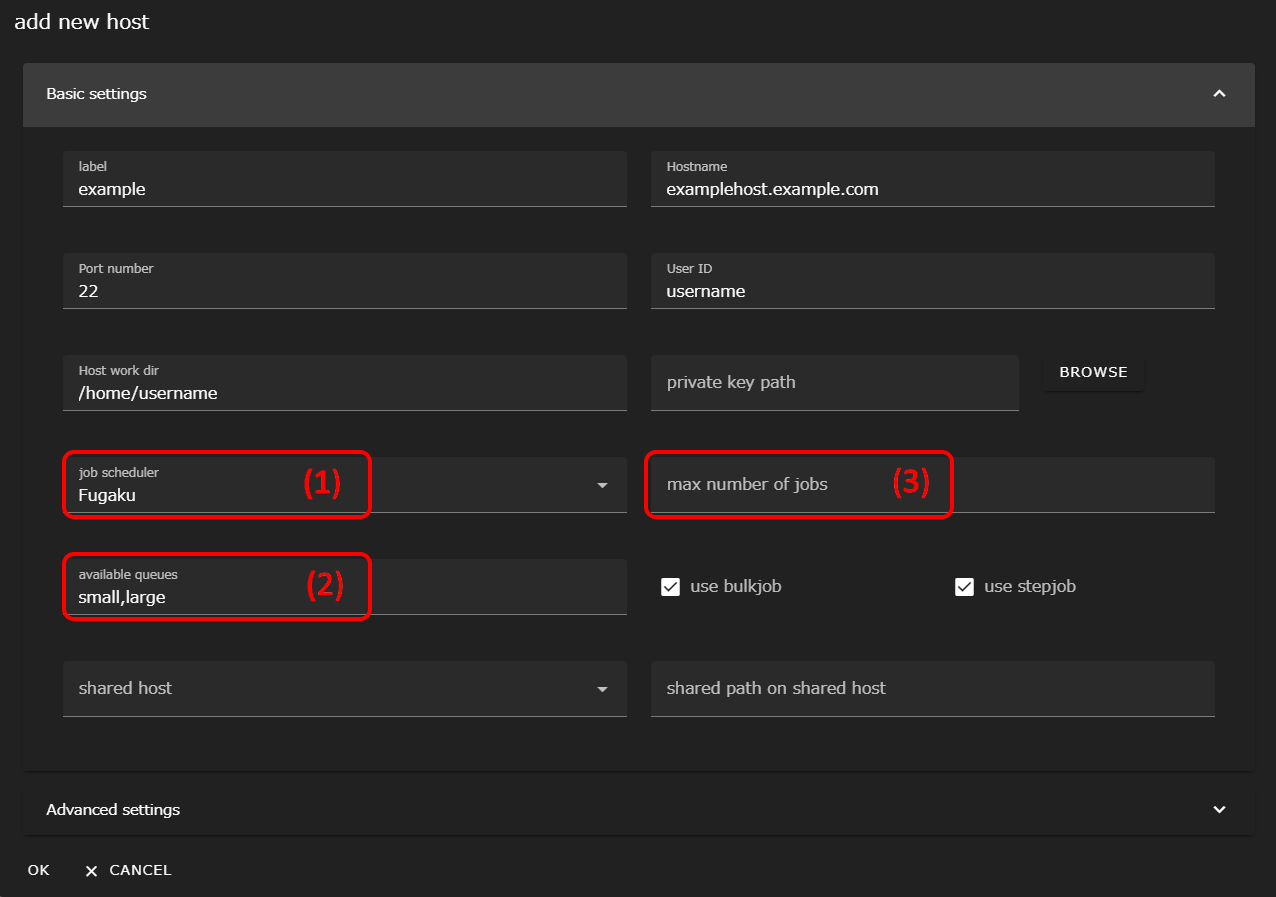 add new host
Basic settings
label
example
Hostname
examplehost.example.com
Port number
22
User ID
username
Host work dir
/home/username
private key path
BROWSE
job scheduler
Fugaku
(1)
max number of jobs
(3)
available queues
small,large
(2)
use bulkjob
use stepjob
shared host
shared path on shared host
Advanced settings
OK
CANCEL